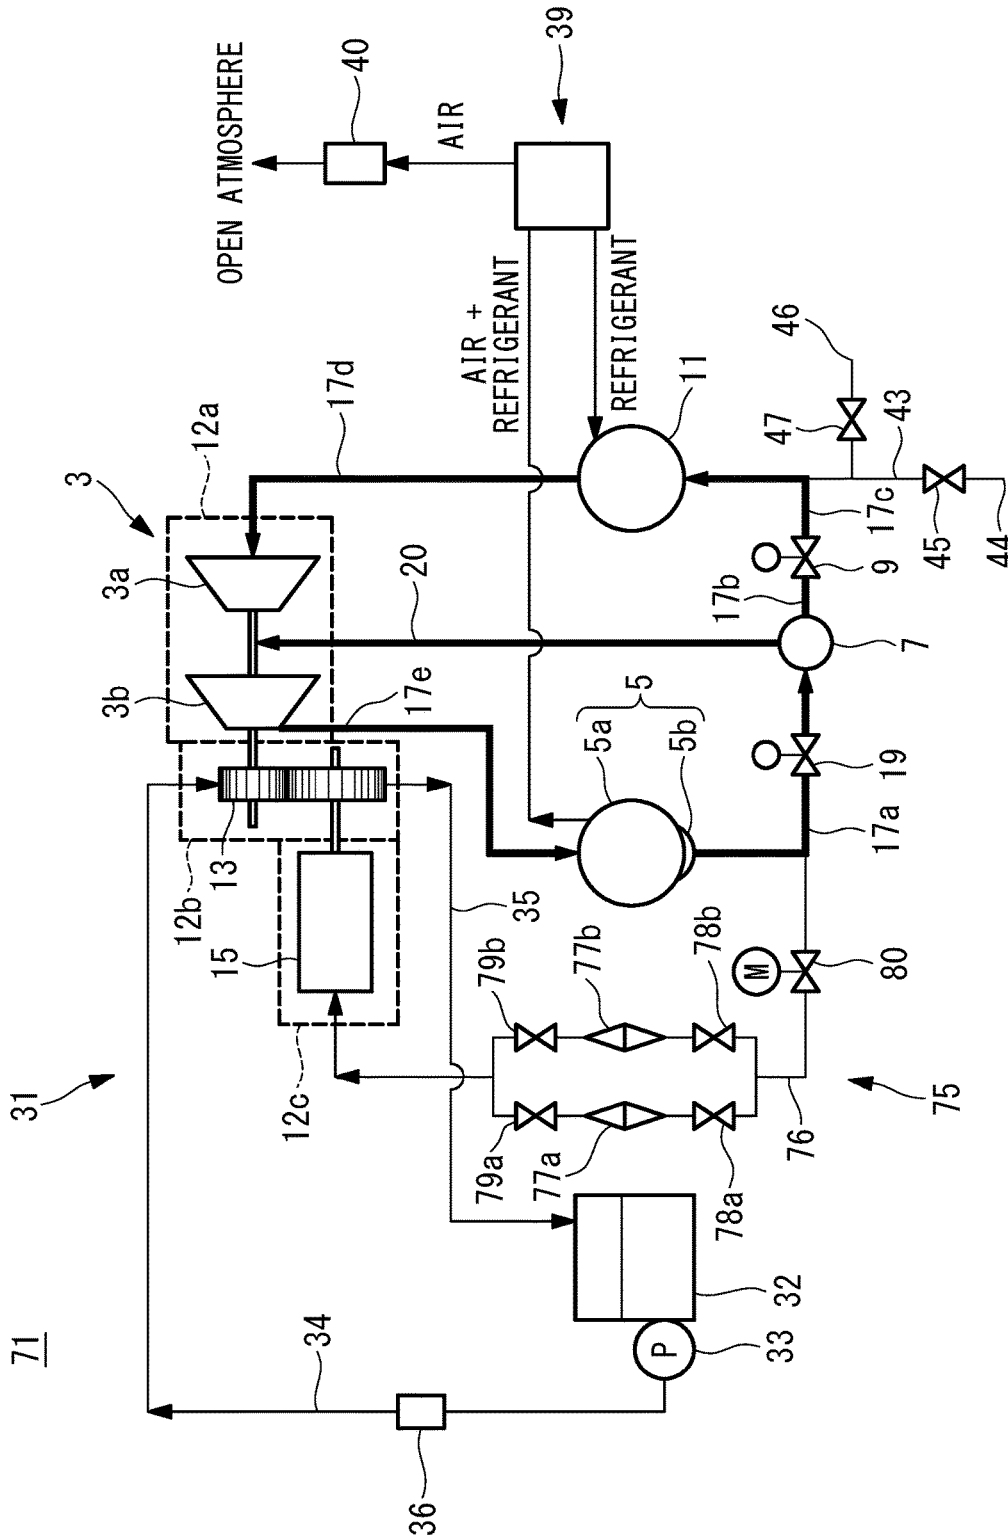 71
31
3
12a
3a
3b
12b
13
15
12c
34
36
35
20
17e
17d
OPEN ATMOSPHERE
40
AIR
39
AIR +
REFRIGERANT
REFRIGERANT
11
5
5a
5b
17a
19
7
17b
9
17c
43
44
45
46
47
79b
77b
78b
79a
77a
78a
76
75
M
80
32
P
33